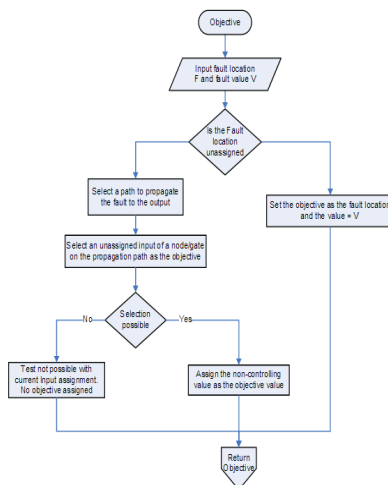 Objective
Input fault location
F and fault value V
Is the Fault
location
unassigned
Select a path to propagate
the fault to the output
Set the objective as the fault location
and the value = V
Select an unassigned input of a node/gate
on the propagation path as the objective
No
Selection
possible
Yes
Test not possible with
current Input assignment.
No objective assigned
Assign the non-controlling
value as the objective value
Return
Objective